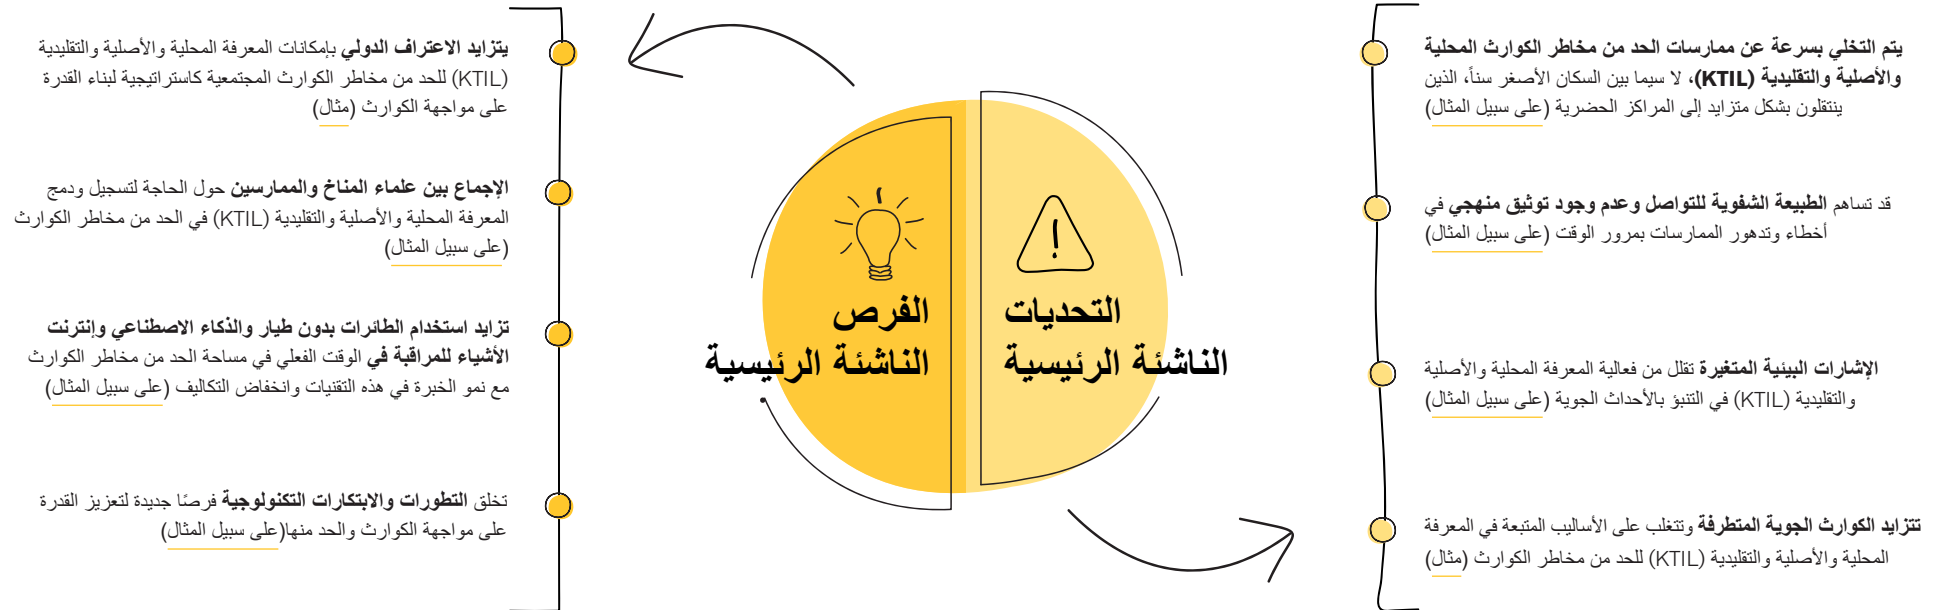 يتم التخلي بسرعة عن ممارسات الحد من مخاطر الكوارث المحلية
والأصلية والتقليدية (KTIL)، لا سيما بين السكان الأصغر سناً، الذين
ينتقلون بشكل متزايد إلى المراكز الحضرية (على سبيل المثال)
قد تساهم الطبيعة الشفوية للتواصل وعدم وجود توثيق منهجي في
أخطاء وتدهور الممارسات بمرور الوقت (على سبيل المثال)
الإشارات البيئية المتغيرة تقلل من فعالية المعرفة المحلية والأصلية
والتقليدية (KTIL) في التنبؤ بالأحداث الجوية (على سبيل المثال)
تتزايد الكوارث الجوية المتطرفة وتتغلب على الأساليب المتبعة في المعرفة
المحلية والأصلية والتقليدية (KTIL) للحد من مخاطر الكوارث (مثال)
التحديات
الناشئة الرئيسية
الفرص
الناشئة الرئيسية
يتزايد الاعتراف الدولي بإمكانات المعرفة المحلية والأصلية والتقليدية
(KTIL) للحد من مخاطر الكوارث المجتمعية كاستراتيجية لبناء القدرة
على مواجهة الكوارث (مثال)
الإجماع بين علماء المناخ والممارسين حول الحاجة لتسجيل ودمج
المعرفة المحلية والأصلية والتقليدية (KTIL) في الحد من مخاطر الكوارث
(على سبيل المثال)
تزايد استخدام الطائرات بدون طيار والذكاء الاصطناعي وإنترنت
الأشياء للمراقبة في الوقت الفعلي في مساحة الحد من مخاطر الكوارث
مع نمو الخبرة في هذه التقنيات وانخفاض التكاليف (على سبيل المثال)
تخلق التطورات والابتكارات التكنولوجية فرصًا جديدة لتعزيز القدرة
على مواجهة الكوارث والحد منها(على سبيل المثال)